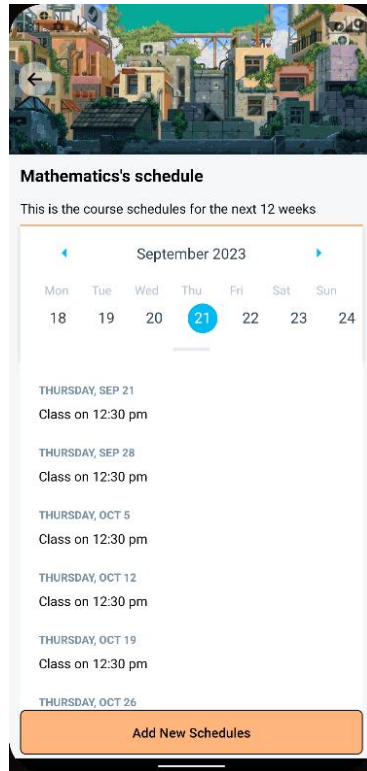 Mathematics's schedule
This is the course schedules for the next 12 weeks
September 2023
Mon Tue Wed Thu Fri Sat Sun
18 19 20 21 22 23 24
THURSDAY, SEP 21
Class on 12:30 pm
THURSDAY, SEP 28
Class on 12:30 pm
THURSDAY, OCT 5
Class on 12:30 pm
THURSDAY, OCT 12
Class on 12:30 pm
THURSDAY, OCT 19
Class on 12:30 pm
THURSDAY, OCT 26
Add New Schedules